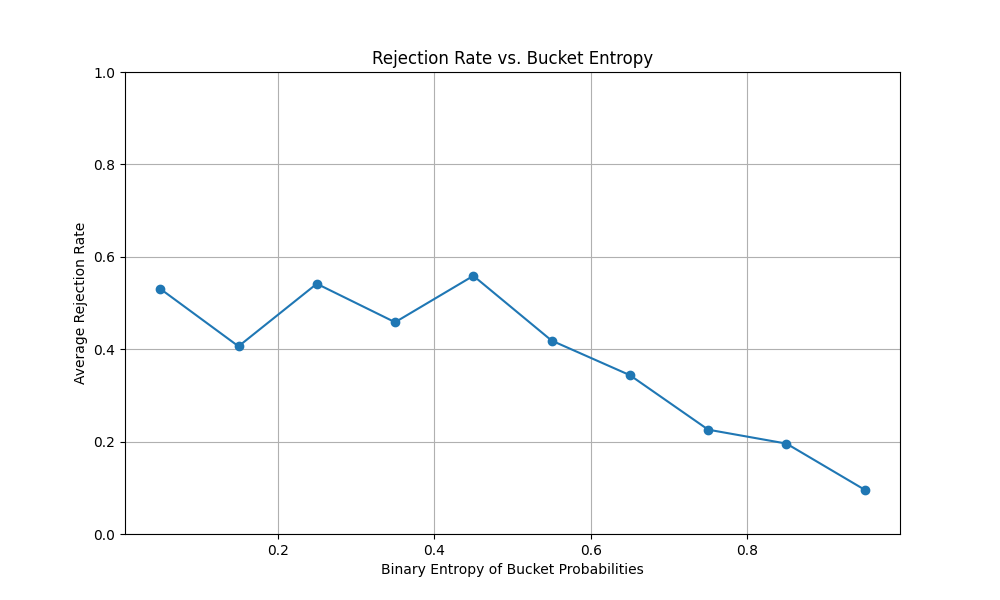 Rejection Rate vs. Bucket Entropy
1.0
0.8
0.6
0.4
0.2
0.0
Average Rejection Rate
0.2 0.4 0.6 0.8
Binary Entropy of Bucket Probabilities